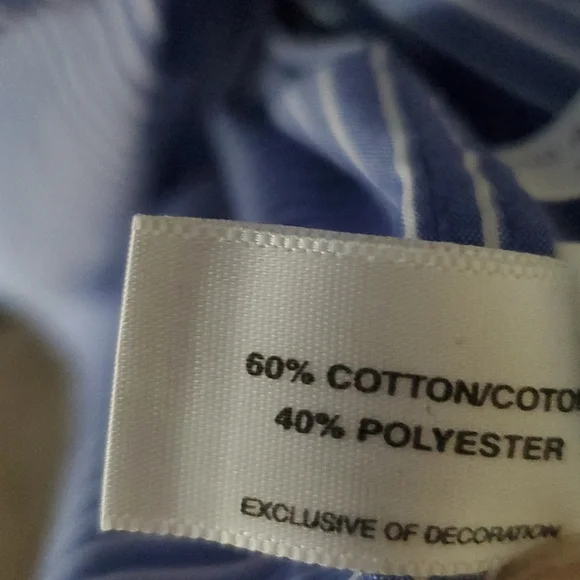 60% COTTON/COTO
40% POLYESTER
EXCLUSIVE OF DECORATION